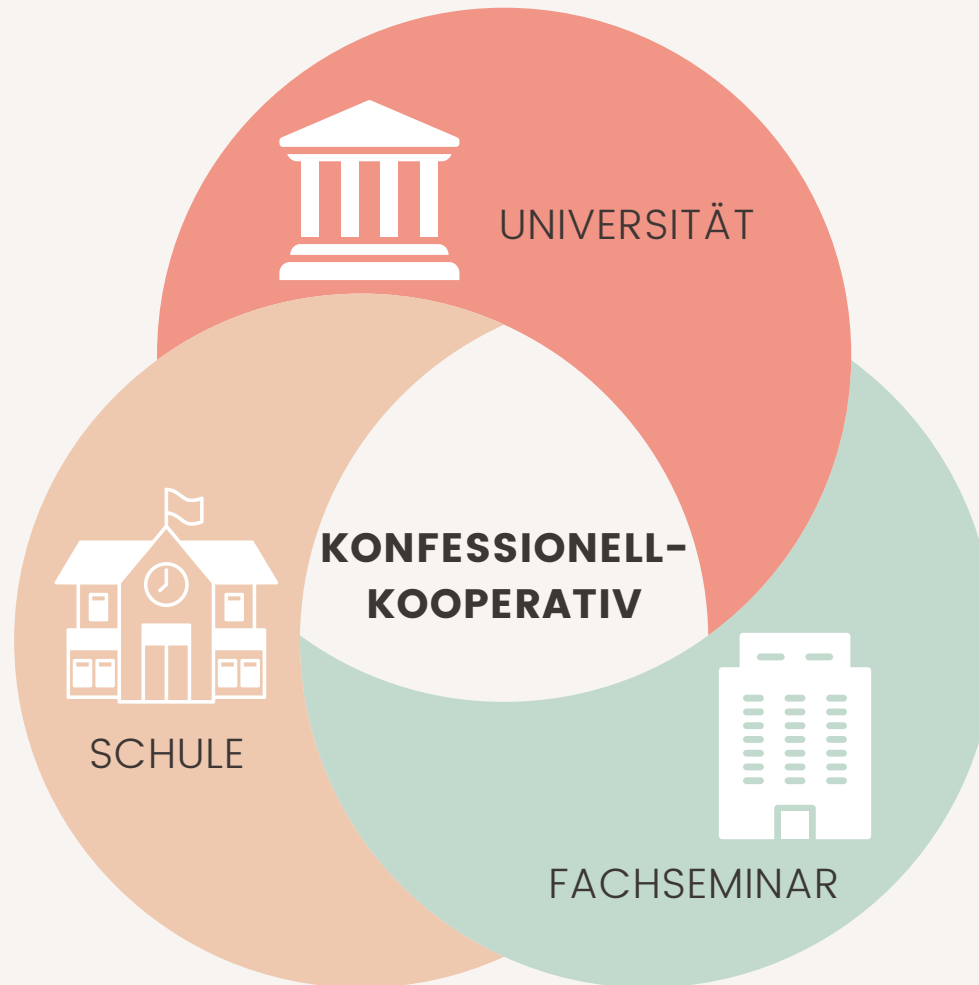 UNIVERSITÄT
KONFESSIONELL-
KOOPERATIV
SCHULE
FACHSEMINAR